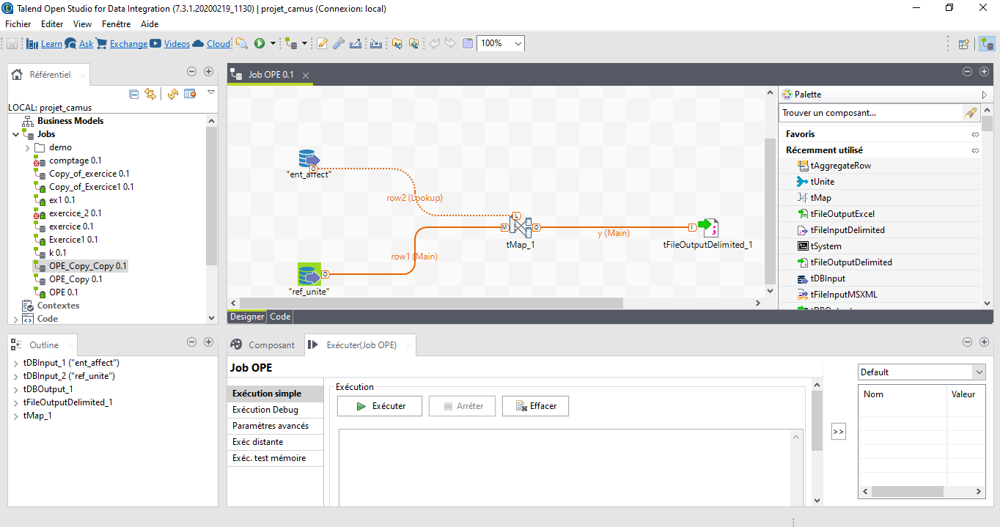 Talend Open Studio for Data Integration (7.3.1.20200219_1130) | projet_camus (Connexion: local)
Fichier Editer View Fenêtre Aide
Learn Ask Exchange Videos Cloud 100%
Référentiel
LOCAL: projet_camus
Business Models
Jobs
demo
comptage 0.1
Copy_of_exercice 0.1
Copy_of_Exercice1 0.1
ex1 0.1
exercice_2 0.1
exercice 0.1
Exercice1 0.1
k 0.1
OPE_Copy_Copy 0.1
OPE_Copy 0.1
OPE 0.1
Contextes
Code
Job OPE 0.1
"ent_affect"
row2 (Lookup)
row1 (Main)
"ref_unite"
tMap_1
y (Main)
tFileOutputDelimited_1
O
L
M
O
I
O
Designer Code
Palette
Trouver un composant...
Favoris
Récemment utilisé
tAggregateRow
tUnite
tMap
tFileOutputExcel
tFileInputDelimited
tSystem
tFileOutputDelimited
tDBInput
tFileInputMSXML
Outline
tDBInput_1 ("ent_affect")
tDBInput_2 ("ref_unite")
tDBOutput_1
tFileOutputDelimited_1
tMap_1
Composant Exécuter(Job OPE)
Job OPE
Exécution simple
Exécution Debug
Paramètres avancés
Exéc distante
Exéc. test mémoire
Exécution
Exécuter Arrêter Effacer
>>
Default
Nom Valeur